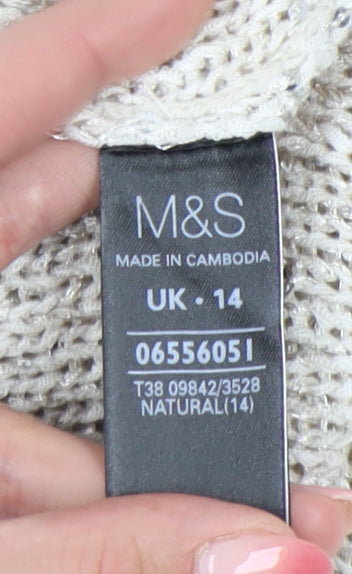 M&S
MADE IN CAMBODIA
UK • 14
06556051
T38 09842/3528
NATURAL(14)